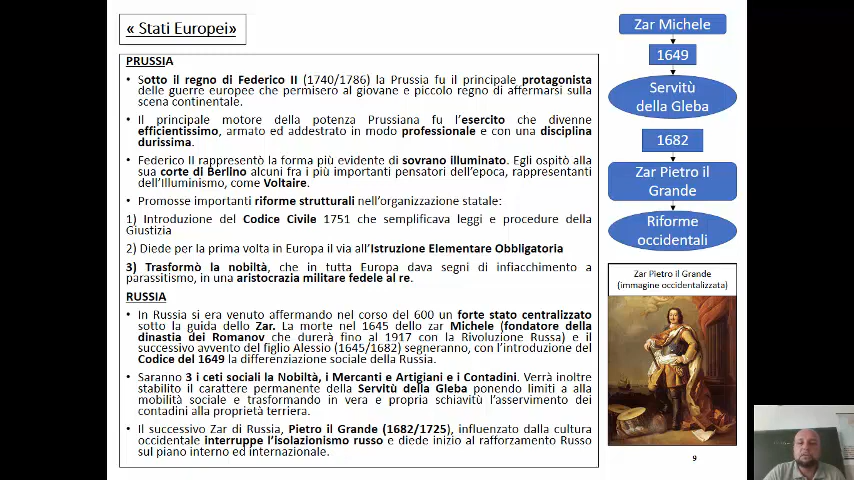 « Stati Europei»
PRUSSIA
• Sotto il regno di Federico II (1740/1786) la Prussia fu il principale protagonista
delle guerre europee che permisero al giovane e piccolo regno di affermarsi sulla
scena continentale.
• Il principale motore della potenza Prussiana fu l'esercito che divenne
efficientissimo, armato ed addestrato in modo professionale e con una disciplina
durissima.
• Federico II rappresentò la forma più evidente di sovrano illuminato. Egli ospitò alla
sua corte di Berlino alcuni fra i più importanti pensatori dell'epoca, rappresentanti
dell'Illuminismo, come Voltaire.
• Promosse importanti riforme strutturali nell'organizzazione statale:
1) Introduzione del Codice Civile 1751 che semplificava leggi e procedure della
Giustizia
2) Diede per la prima volta in Europa il via all'Istruzione Elementare Obbligatoria
3) Trasformò la nobiltà, che in tutta Europa dava segni di infiacchimento a
parassitismo, in una aristocrazia militare fedele al re.
RUSSIA
• In Russia si era venuto affermando nel corso del 600 un forte stato centralizzato
sotto la guida dello Zar. La morte nel 1645 dello zar Michele (fondatore della
dinastia dei Romanov che durerà fino al 1917 con la Rivoluzione Russa) e il
successivo avvento del figlio Alessio (1645/1682) segneranno, con l'introduzione del
Codice del 1649 la differenziazione sociale della Russia.
• Saranno 3 i ceti sociali la Nobiltà, i Mercanti e Artigiani e i Contadini. Verrà inoltre
stabilito il carattere permanente della Servitù della Gleba ponendo limiti a alla
mobilità sociale e trasformando in vera e propria schiavitù l'asservimento dei
contadini alla proprietà terriera.
• Il successivo Zar di Russia, Pietro il Grande (1682/1725), influenzato dalla cultura
occidentale interruppe l'isolazionismo russo e diede inizio al rafforzamento Russo
sul piano interno ed internazionale.
Zar Michele
1649
Servitù
della Gleba
1682
Zar Pietro il
Grande
Riforme
occidentali
Zar Pietro il Grande
(immagine occidentalizzata)
9